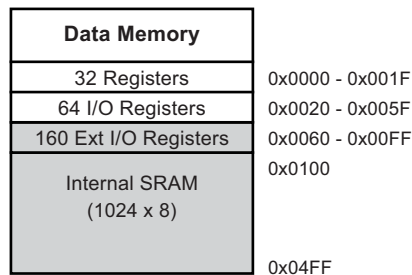 Data Memory
32 Registers 0x0000 - 0x001F
64 I/O Registers 0x0020 - 0x005F
160 Ext I/O Registers 0x0060 - 0x00FF
0x0100
Internal SRAM
(1024 x 8)
0x04FF